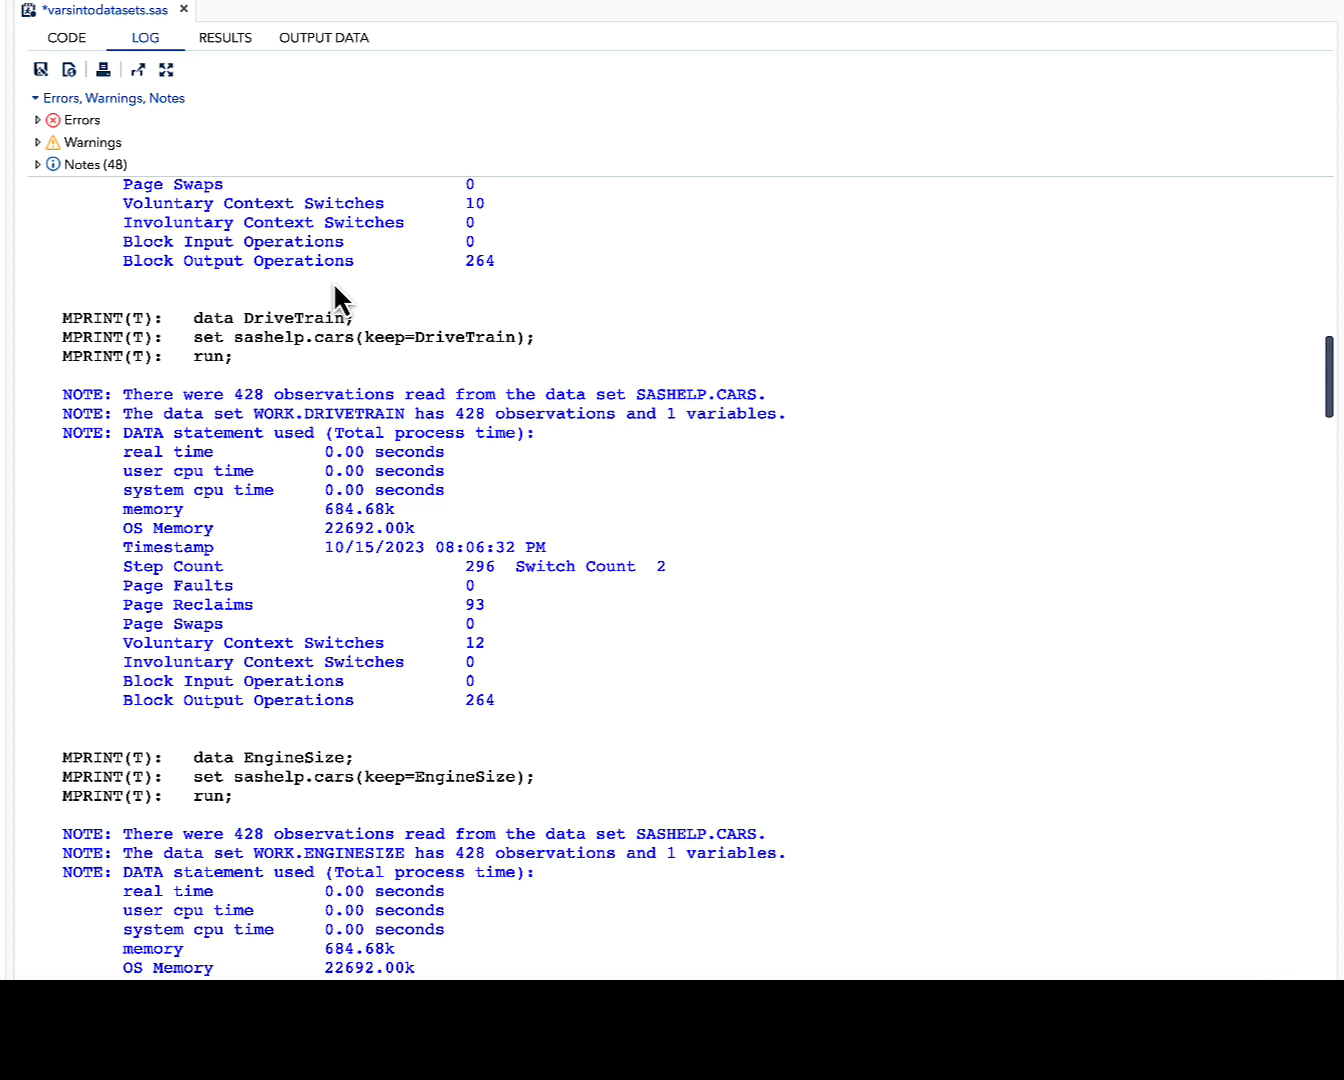 *varsintodatasets.sas ×
CODE LOG RESULTS OUTPUT DATA
Errors, Warnings, Notes
Errors
Warnings
Notes (48)
Page Swaps 0
Voluntary Context Switches 10
Involuntary Context Switches 0
Block Input Operations 0
Block Output Operations 264
MPRINT(T): data DriveTrain;
MPRINT(T): set sashelp.cars(keep=DriveTrain);
MPRINT(T): run;
NOTE: There were 428 observations read from the data set SASHELP.CARS.
NOTE: The data set WORK.DRIVETRAIN has 428 observations and 1 variables.
NOTE: DATA statement used (Total process time):
real time 0.00 seconds
user cpu time 0.00 seconds
system cpu time 0.00 seconds
memory 684.68k
OS Memory 22692.00k
Timestamp 10/15/2023 08:06:32 PM
Step Count 296 Switch Count 2
Page Faults 0
Page Reclaims 93
Page Swaps 0
Voluntary Context Switches 12
Involuntary Context Switches 0
Block Input Operations 0
Block Output Operations 264
MPRINT(T): data EngineSize;
MPRINT(T): set sashelp.cars(keep=EngineSize);
MPRINT(T): run;
NOTE: There were 428 observations read from the data set SASHELP.CARS.
NOTE: The data set WORK.ENGINESIZE has 428 observations and 1 variables.
NOTE: DATA statement used (Total process time):
real time 0.00 seconds
user cpu time 0.00 seconds
system cpu time 0.00 seconds
memory 684.68k
OS Memory 22692.00k